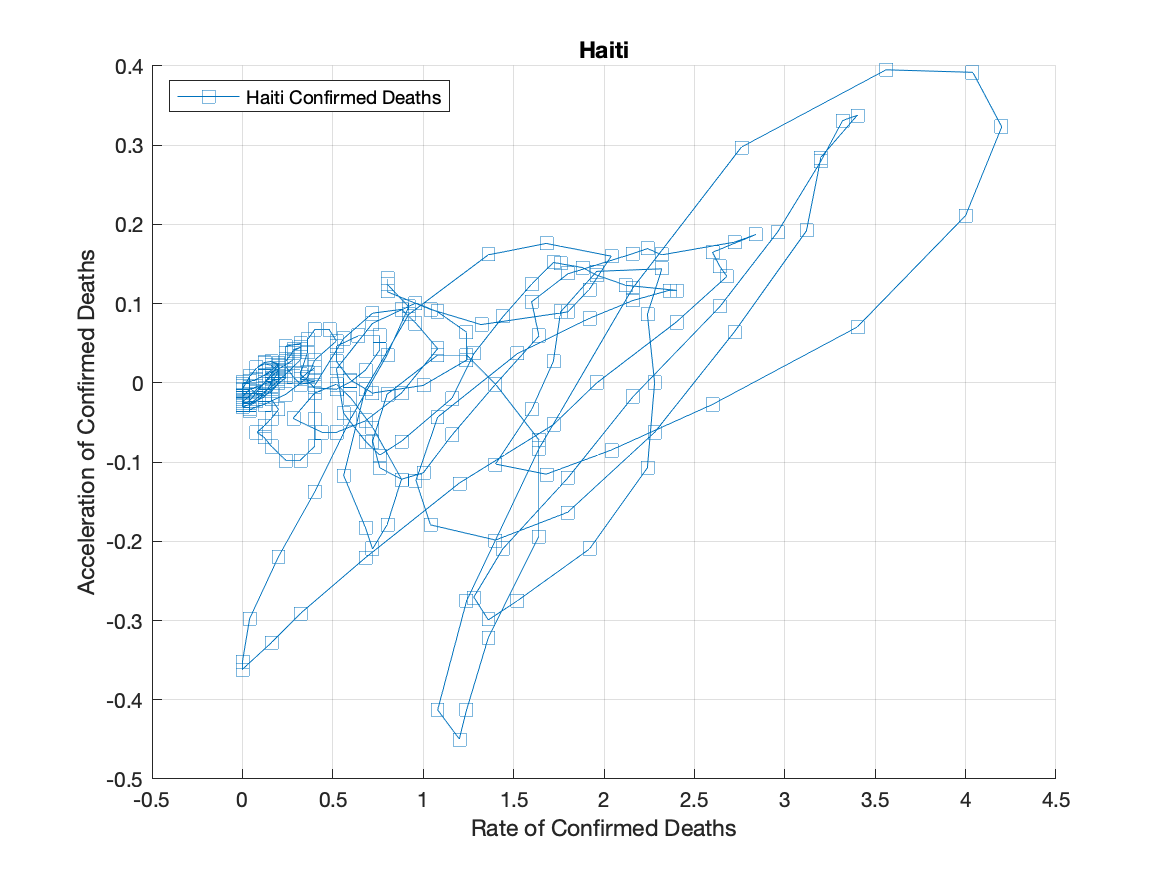 Haiti
Haiti Confirmed Deaths
0.4
0.3
0.2
0.1
0
-0.1
-0.2
-0.3
-0.4
-0.5
Acceleration of Confirmed Deaths
-0.5 0 0.5 1 1.5 2 2.5 3 3.5 4 4.5
Rate of Confirmed Deaths